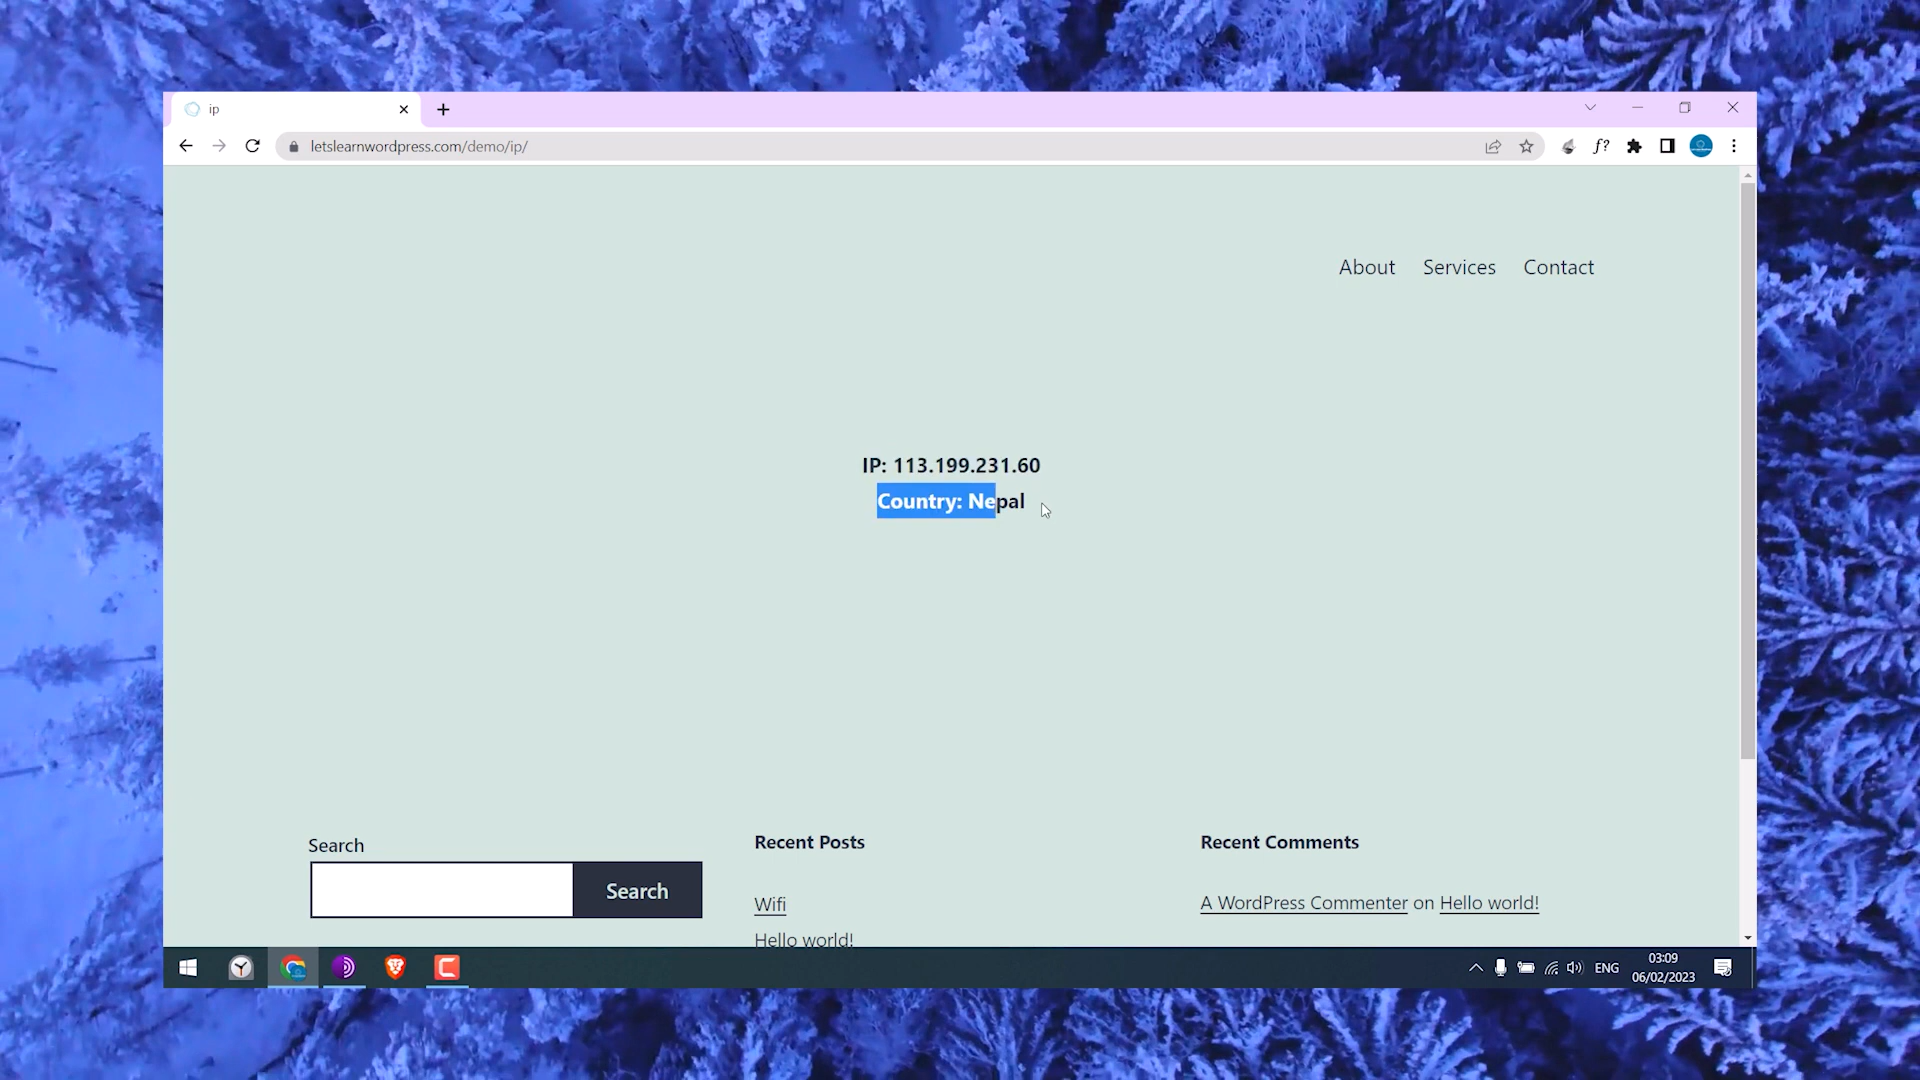 ip
letslearnwordpress.com/demo/ip/
f?
About Services Contact
IP: 113.199.231.60
Country: Nepal
Search
Search
Recent Posts
Wifi
Hello world!
Recent Comments
A WordPress Commenter on Hello world!
ENG
03:09
06/02/2023